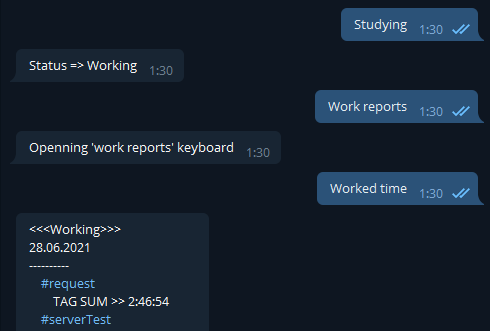 Studying 1:30
Status => Working 1:30
Work reports 1:30
Openning 'work reports' keyboard 1:30
Worked time 1:30
<<<Working>>>
28.06.2021
----------
#request
TAG SUM >> 2:46:54
#serverTest